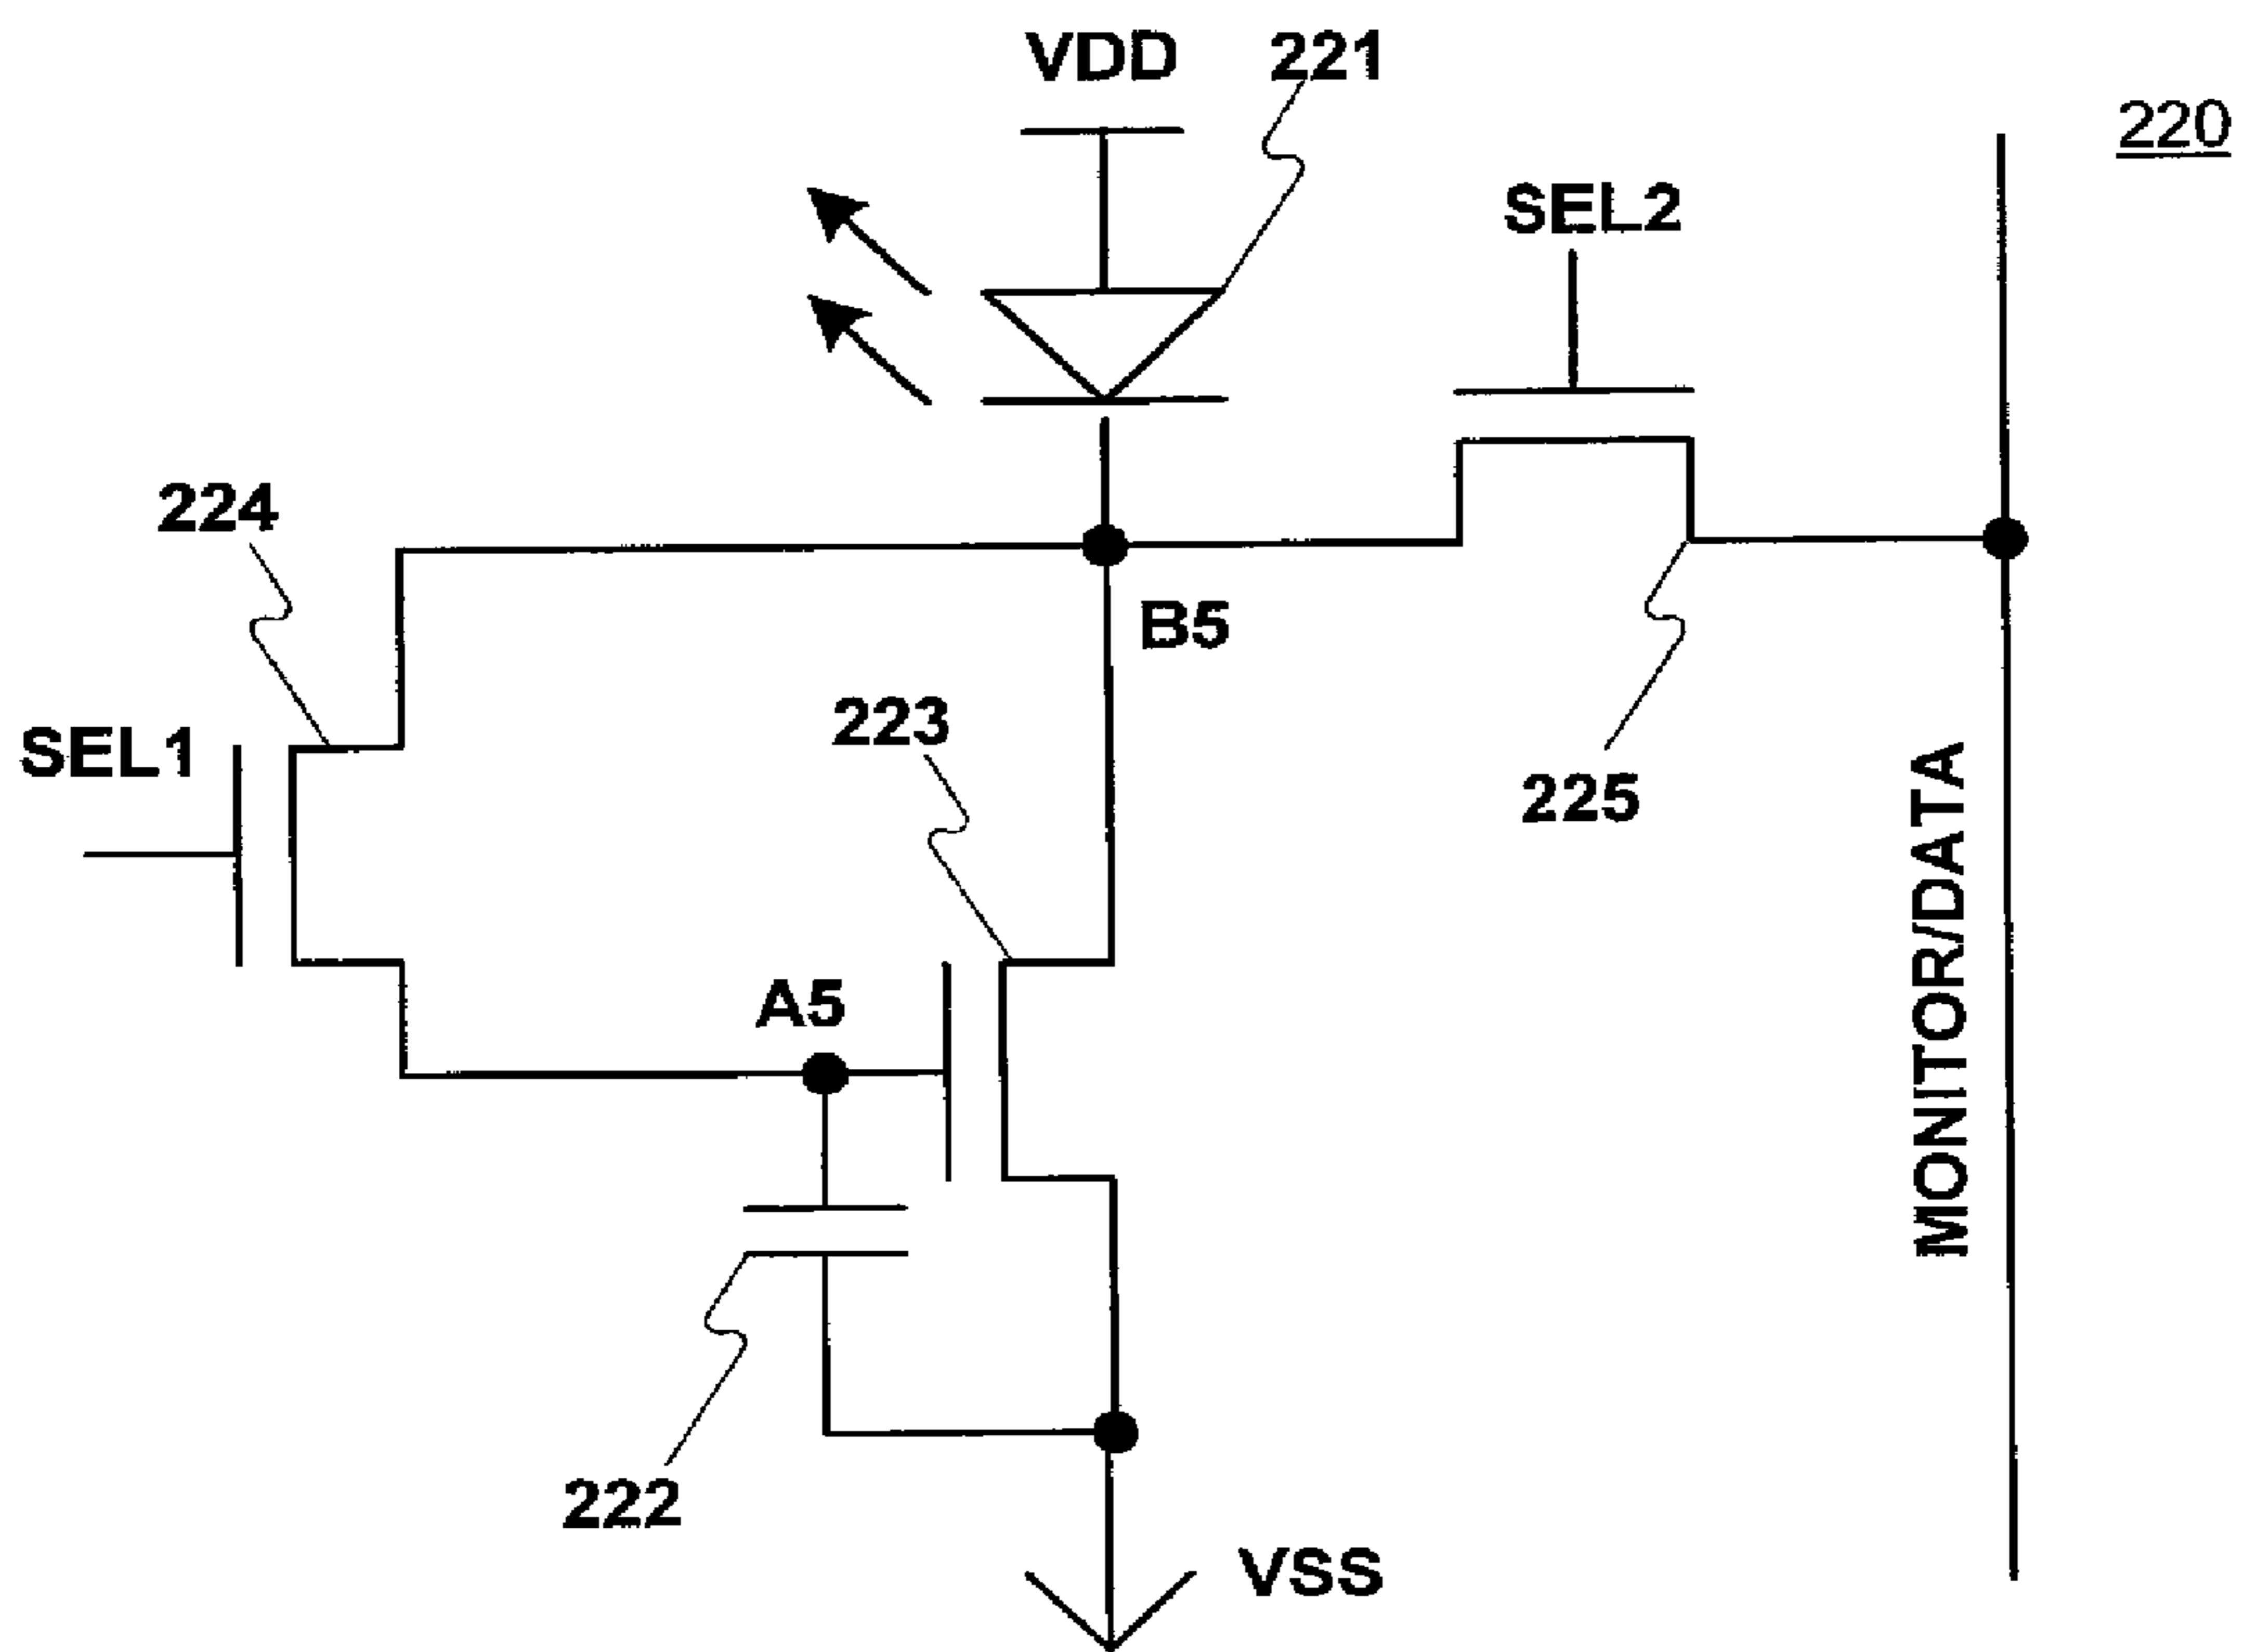 VDD
221
220
SEL2
224
B5
SEL1
223
225
A5
MONITOR/DATA
222
VSS